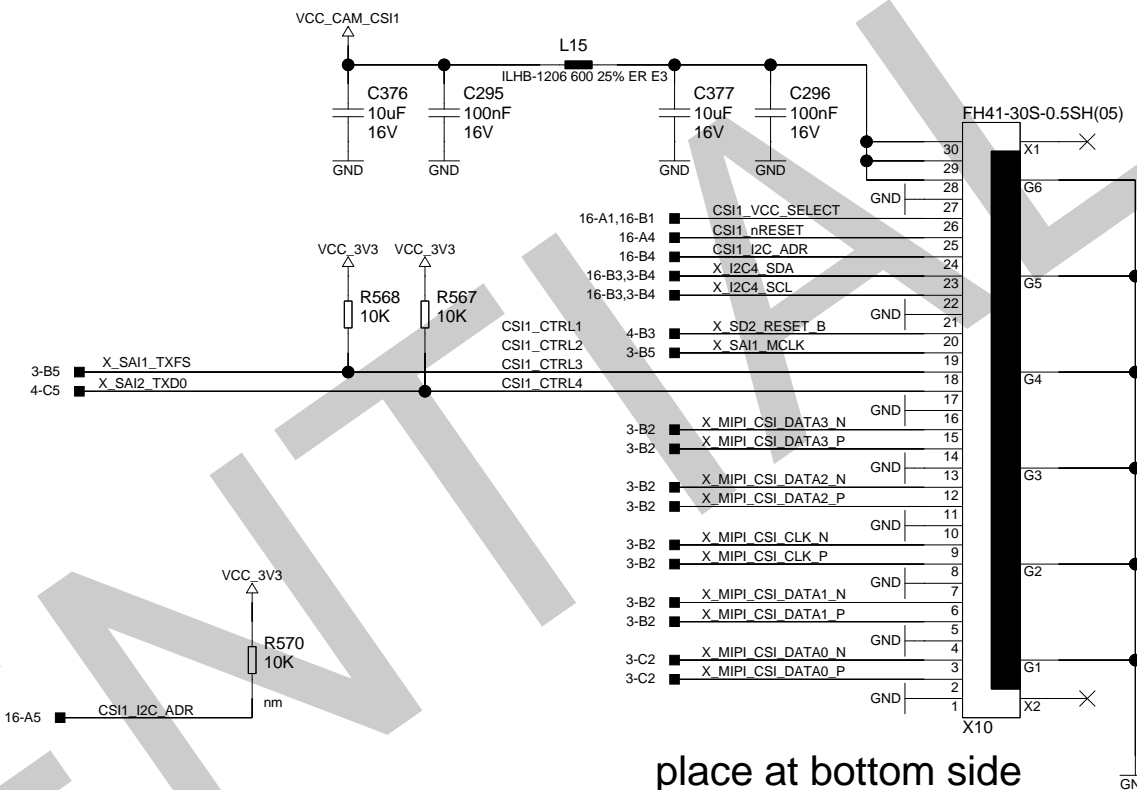 VCC_CAM_CSI1
L15
ILHB-1206 600 25% ER E3
C376
10uF
16V
C295
100nF
16V
C377
10uF
16V
C296
100nF
16V
GND
GND
GND
GND
FH41-30S-0.5SH(05)
30
X1
29
28
G6
GND
27
16-A1,16-B1
CSI1_VCC_SELECT
26
16-A4
CSI1_nRESET
25
16-B4
CSI1_I2C_ADR
24
16-B3,3-B4
X_I2C4_SDA
23
G5
16-B3,3-B4
X_I2C4_SCL
22
GND
21
VCC_3V3
VCC_3V3
R568
10K
R567
10K
CSI1_CTRL1
4-B3
X_SD2_RESET_B
20
CSI1_CTRL2
3-B5
X_SAI1_MCLK
19
3-B5
X_SAI1_TXFS
CSI1_CTRL3
18
G4
4-C5
X_SAI2_TXD0
CSI1_CTRL4
17
GND
16
3-B2
X_MIPI_CSI_DATA3_N
15
3-B2
X_MIPI_CSI_DATA3_P
14
GND
13
G3
3-B2
X_MIPI_CSI_DATA2_N
12
3-B2
X_MIPI_CSI_DATA2_P
11
GND
10
3-B2
X_MIPI_CSI_CLK_N
9
3-B2
X_MIPI_CSI_CLK_P
8
G2
GND
7
3-B2
X_MIPI_CSI_DATA1_N
6
3-B2
X_MIPI_CSI_DATA1_P
5
GND
4
3-C2
X_MIPI_CSI_DATA0_N
3
G1
3-C2
X_MIPI_CSI_DATA0_P
2
GND
1
X2
X10
VCC_3V3
R570
10K
nm
16-A5
CSI1_I2C_ADR
place at bottom side
ENTIAL